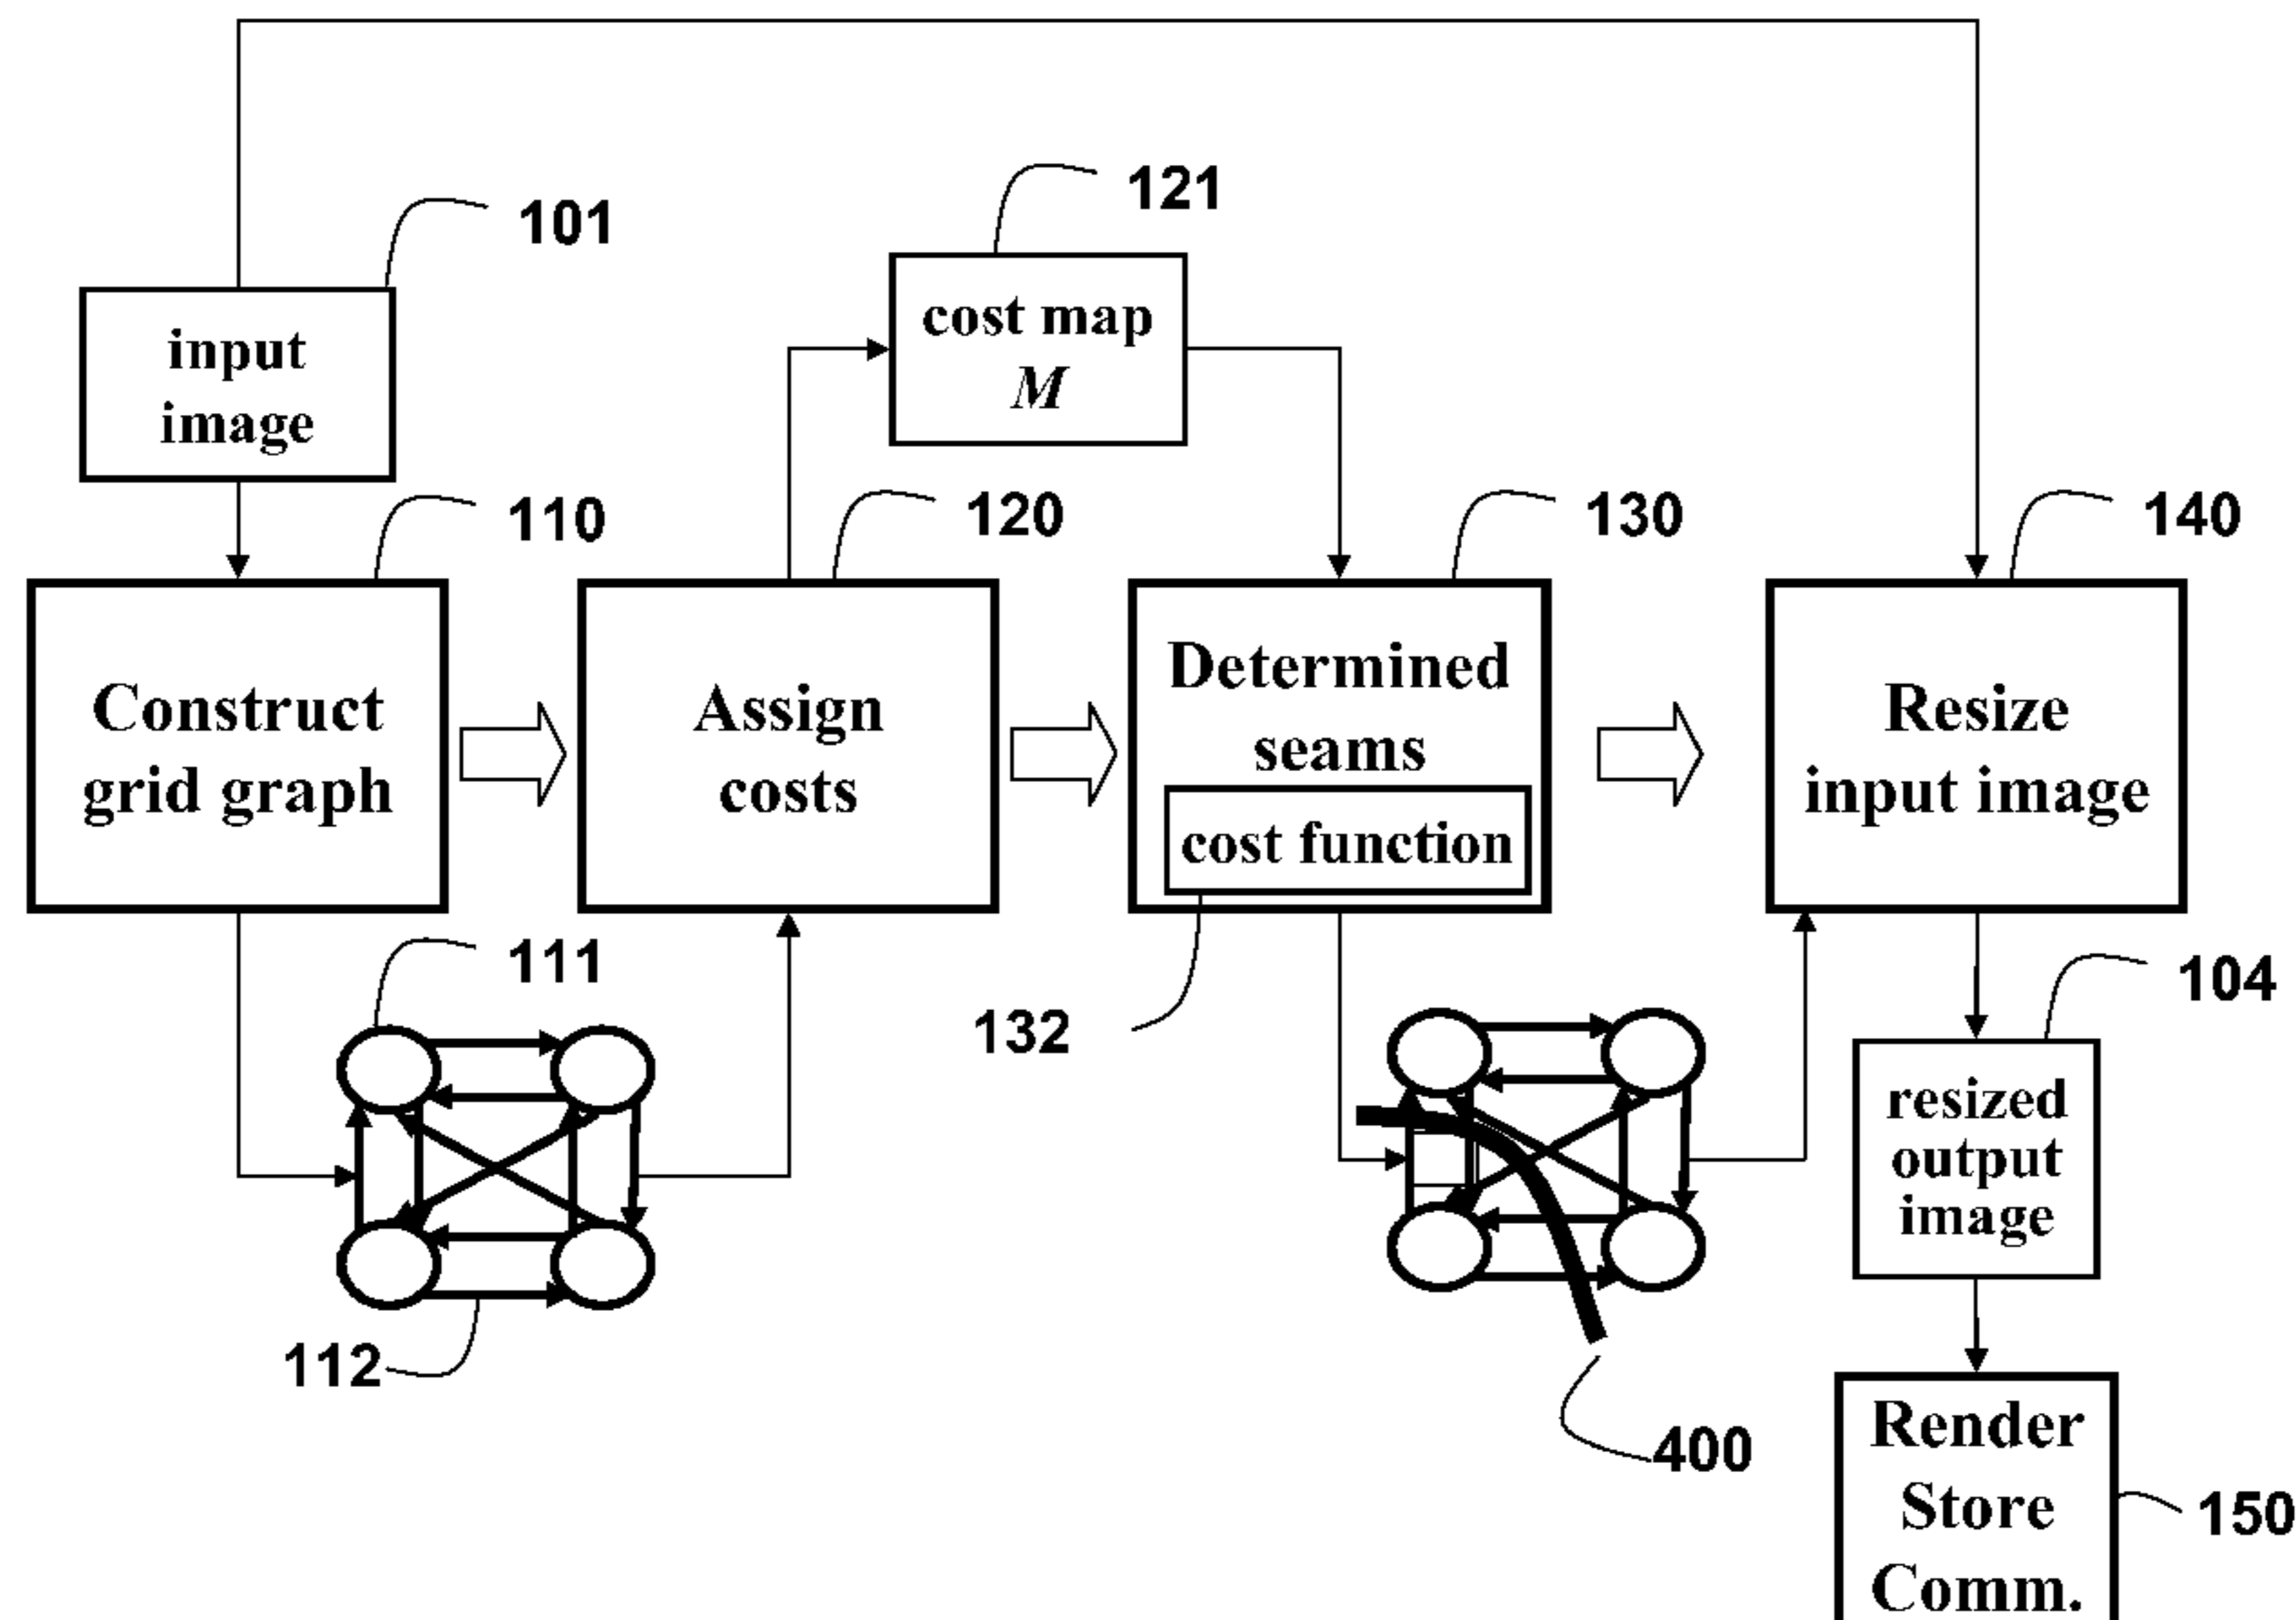 101
input
image
121
cost map
M
110
120
130
140
Construct
grid graph
Assign
costs
Determined
seams
cost function
Resize
input image
111
132
104
resized
output
image
112
400
Render
Store
Comm.
150